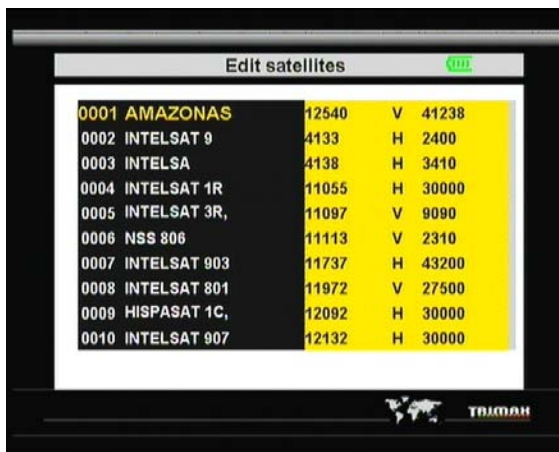 Edit satellites
0001 AMAZONAS 12540 V 41238
0002 INTELSAT 9 4133 H 2400
0003 INTELSA 4138 H 3410
0004 INTELSAT 1R 11055 H 30000
0005 INTELSAT 3R, 11097 V 9090
0006 NSS 806 11113 V 2310
0007 INTELSAT 903 11737 H 43200
0008 INTELSAT 801 11972 V 27500
0009 HISPASAT 1C, 12092 H 30000
0010 INTELSAT 907 12132 H 30000
TRIMAX